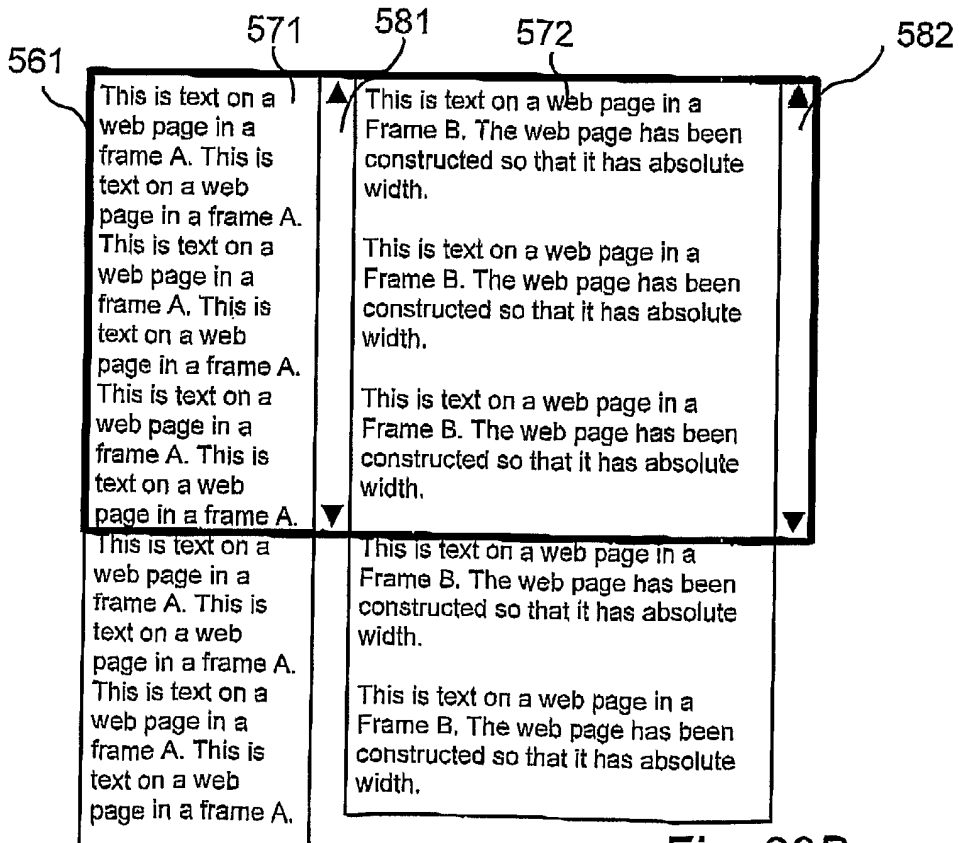 561
571
581
572
582
This is text on a
web page in a
frame A. This is
text on a web
page in a frame A.
This is text on a
web page in a
frame A. This is
text on a web
page in a frame A.
This is text on a
web page in a
frame A. This is
text on a web
page in a frame A.
This is text on a
web page in a
frame A. This is
text on a web
page in a frame A.
This is text on a
web page in a
frame A. This is
text on a web
page in a frame A.
This is text on a web page in a
Frame B. The web page has been
constructed so that it has absolute
width.
This is text on a web page in a
Frame B. The web page has been
constructed so that it has absolute
width.
This is text on a web page in a
Frame B. The web page has been
constructed so that it has absolute
width.
This is text on a web page in a
Frame B. The web page has been
constructed so that it has absolute
width.
This is text on a web page in a
Frame B. The web page has been
constructed so that it has absolute
width.